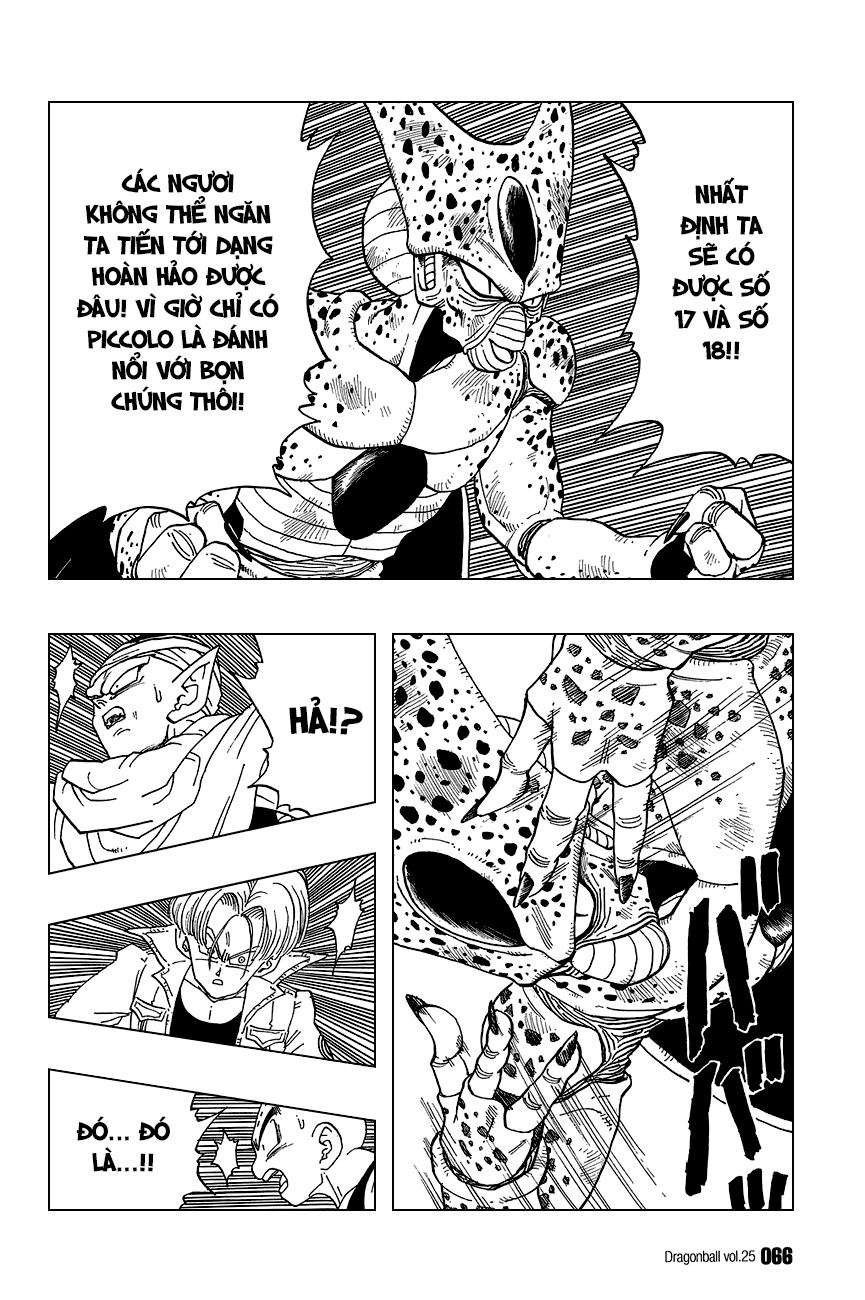 NHẤT
ĐỊNH TA
SẼ CÓ
ĐƯỢC SỐ
17 VÀ SỐ
18!!
CÁC NGƯƠI
KHÔNG THỂ NGĂN
TA TIẾN TỚI DẠNG
HOÀN HẢO ĐƯỢC
ĐÂU! VÌ GIỜ CHỈ CÓ
PICCOLO LÀ ĐÁNH
NỔI VỚI BỌN
CHÚNG THÔI!
HẢ!?
ĐÓ... ĐÓ
LÀ...!!
Dragonball vol.25 066